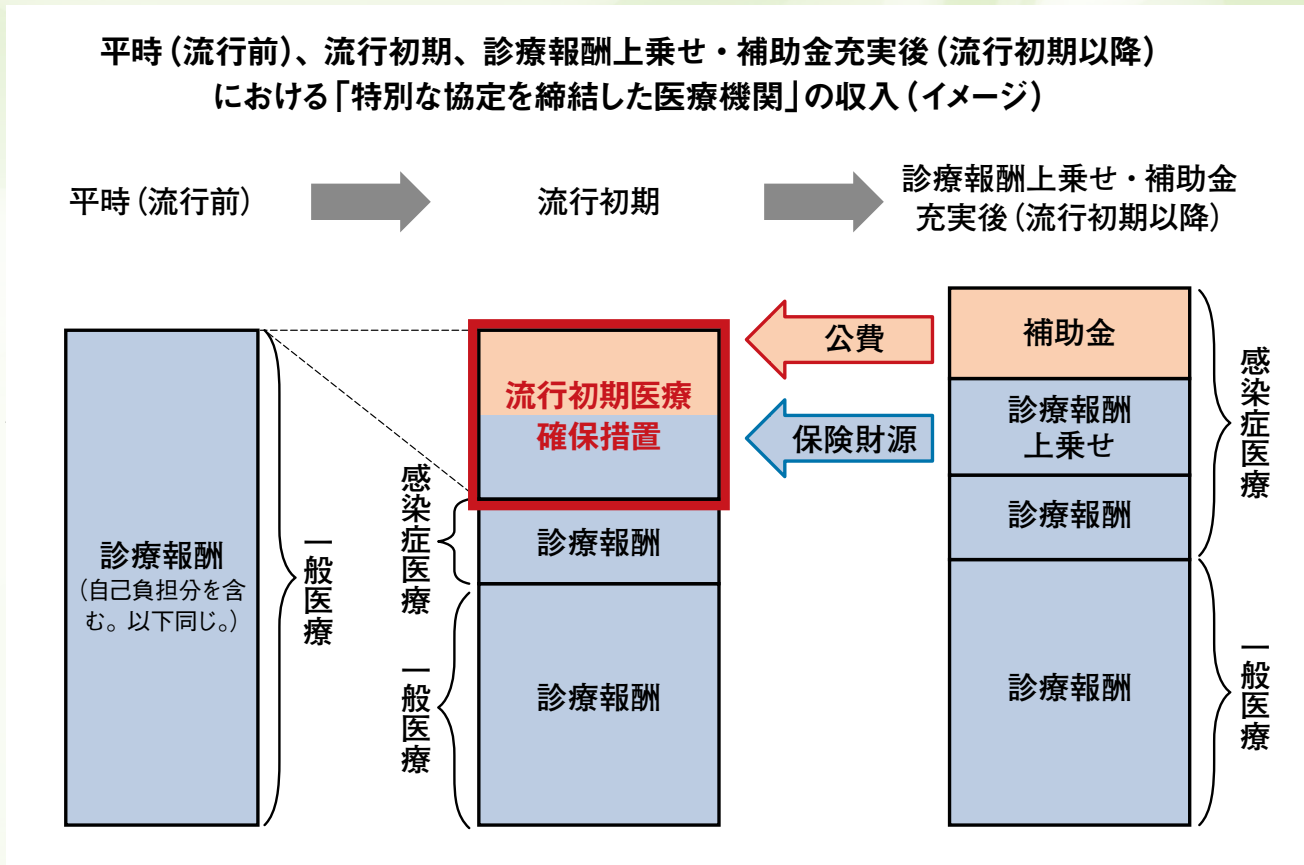 平時(流行前)、流行初期、診療報酬上乗せ・補助金充実後(流行初期以降)
における「特別な協定を締結した医療機関」の収入(イメージ)
平時(流行前)
流行初期
診療報酬上乗せ・補助金
充実後(流行初期以降)
診療報酬
(自己負担分を含
む。以下同じ。)
一般医療
流行初期医療
確保措置
感染症医療
診療報酬
一般医療
診療報酬
公費
保険財源
補助金
診療報酬
上乗せ
診療報酬
感染症医療
診療報酬
一般医療